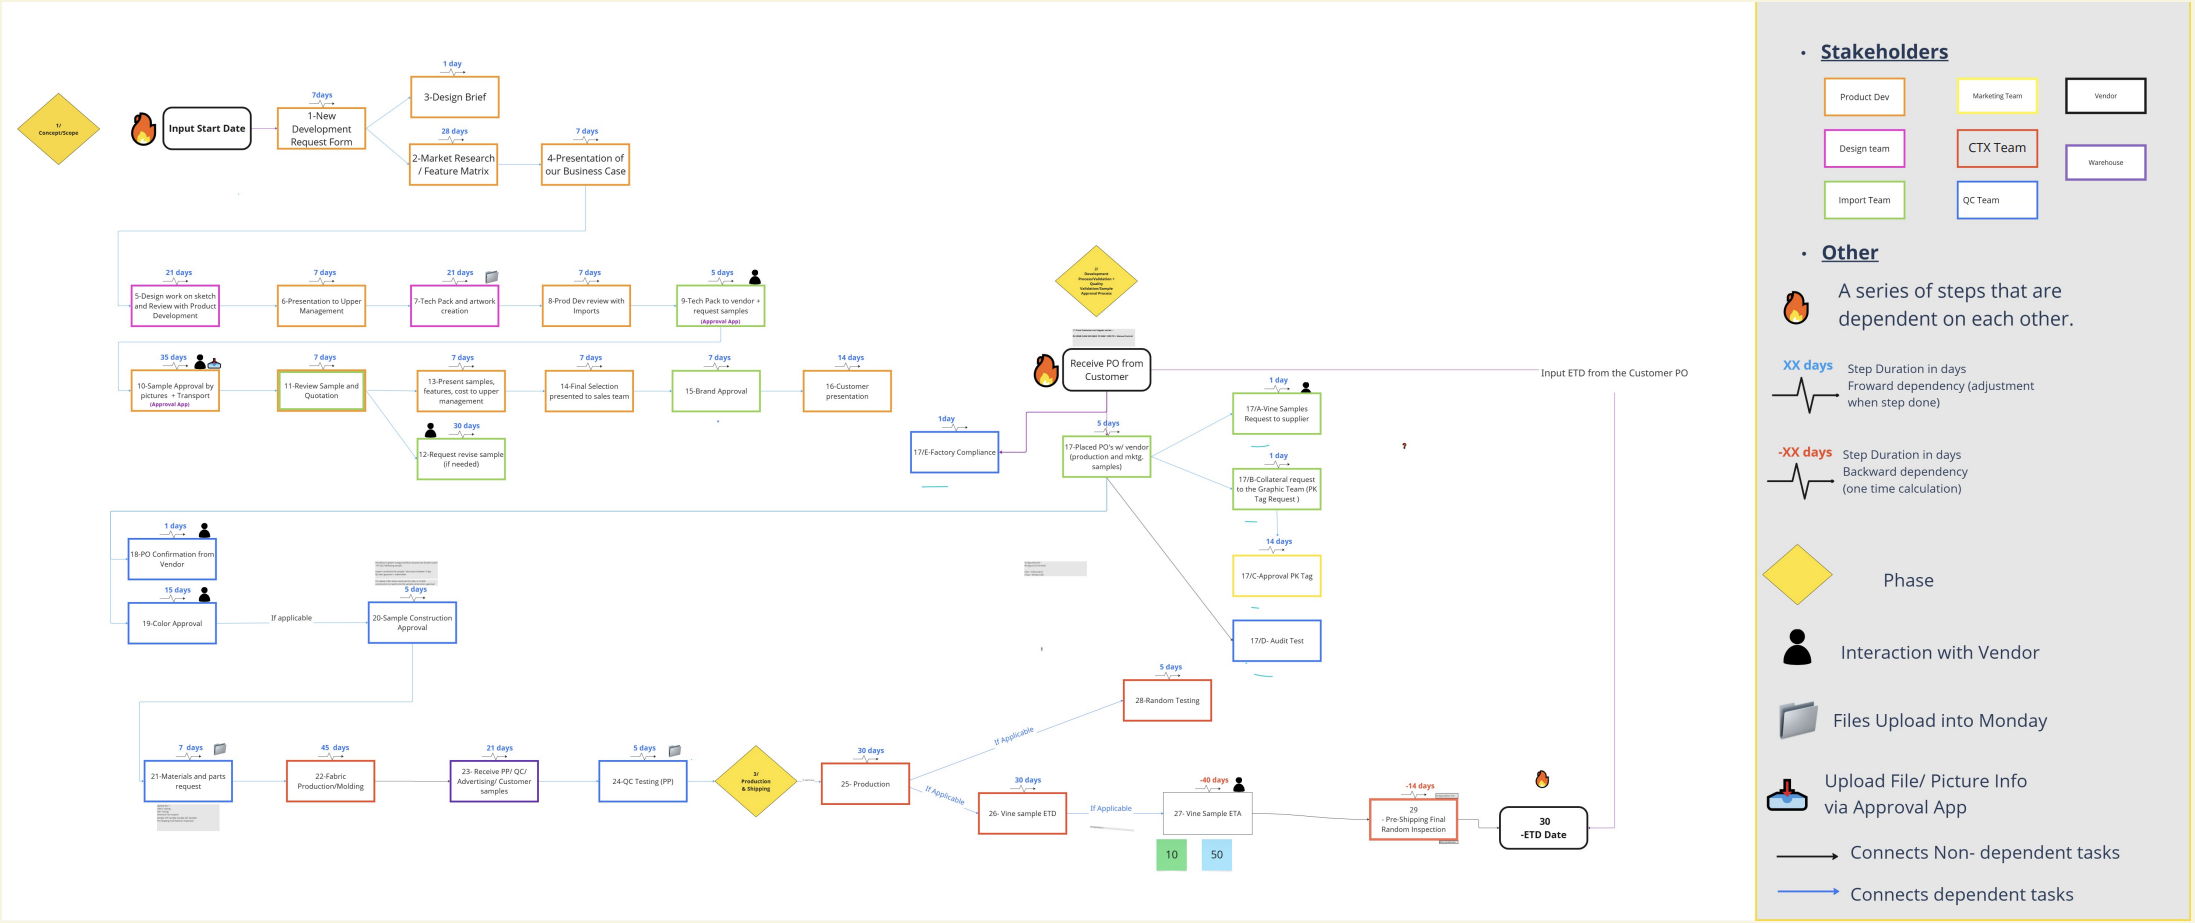 1/
Concept/Scope
Input Start Date
7days
1-New
Development
Request Form
1 day
3-Design Brief
28 days
2-Market Research
/ Feature Matrix
7 days
4-Presentation of
our Business Case
21 days
5-Design work on sketch
and Review with Product
Development
7 days
6-Presentation to Upper
Management
21 days
7-Tech Pack and artwork
creation
7 days
8-Prod Dev review with
Imports
5 days
9-Tech Pack to vendor +
request samples
(Approval App)
35 days
10-Sample Approval by
pictures + Transport
(Approval App)
7 days
11-Review Sample and
Quotation
7 days
13-Present samples,
features, cost to upper
management
7 days
14-Final Selection
presented to sales team
7 days
15-Brand Approval
14 days
16-Customer
presentation
30 days
12-Request revise sample
(if needed)
2/
Development
Process/Validation +
Quality
Validation/Sample
Approval Process
Receive PO from
Customer
Input ETD from the Customer PO
1day
17/E-Factory Compliance
5 days
17-Placed PO's w/ vendor
(production and mktg.
samples)
1 day
17/A-Vine Samples
Request to supplier
1 day
17/B-Collateral request
to the Graphic Team (PK
Tag Request )
14 days
17/C-Approval PK Tag
17/D- Audit Test
?
1 days
18-PO Confirmation from
Vendor
15 days
19-Color Approval
If applicable
5 days
20-Sample Construction
Approval
7 days
21-Materials and parts
request
45 days
22-Fabric
Production/Molding
21 days
23- Receive PP/ QC/
Advertising/ Customer
samples
5 days
24-QC Testing (PP)
3/
Production
& Shipping
30 days
25- Production
If Applicable
5 days
28-Random Testing
If Applicable
30 days
26- Vine sample ETD
If Applicable
-40 days
27- Vine Sample ETA
10
50
-14 days
29
- Pre-Shipping Final
Random Inspection
30
-ETD Date
• Stakeholders
Product Dev
Marketing Team
Vendor
Design team
CTX Team
Warehouse
Import Team
QC Team
• Other
A series of steps that are
dependent on each other.
XX days
Step Duration in days
Froward dependency (adjustment
when step done)
-XX days
Step Duration in days
Backward dependency
(one time calculation)
Phase
Interaction with Vendor
Files Upload into Monday
Upload File/ Picture Info
via Approval App
Connects Non- dependent tasks
Connects dependent tasks